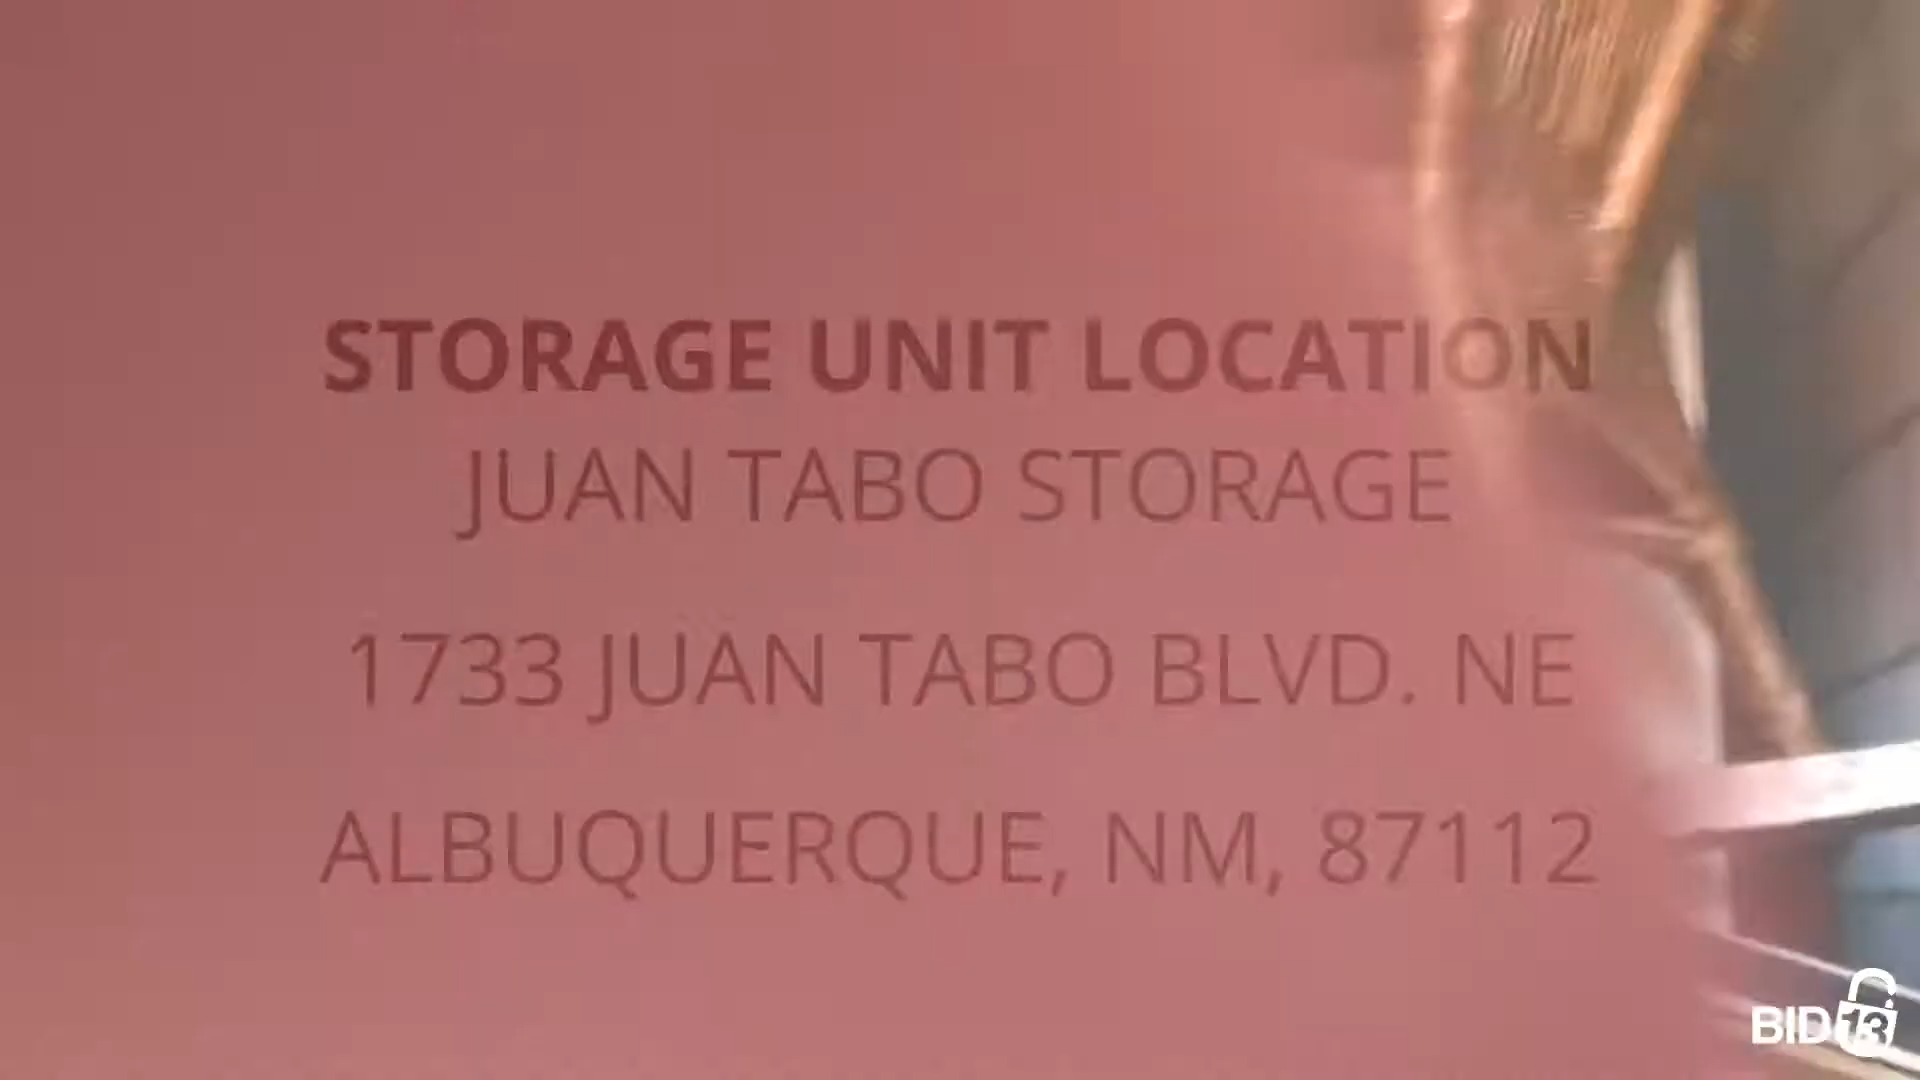 STORAGE UNIT LOCATION
JUAN TABO STORAGE
1733 JUAN TABO BLVD. NE
ALBUQUERQUE, NM, 87112
BID13